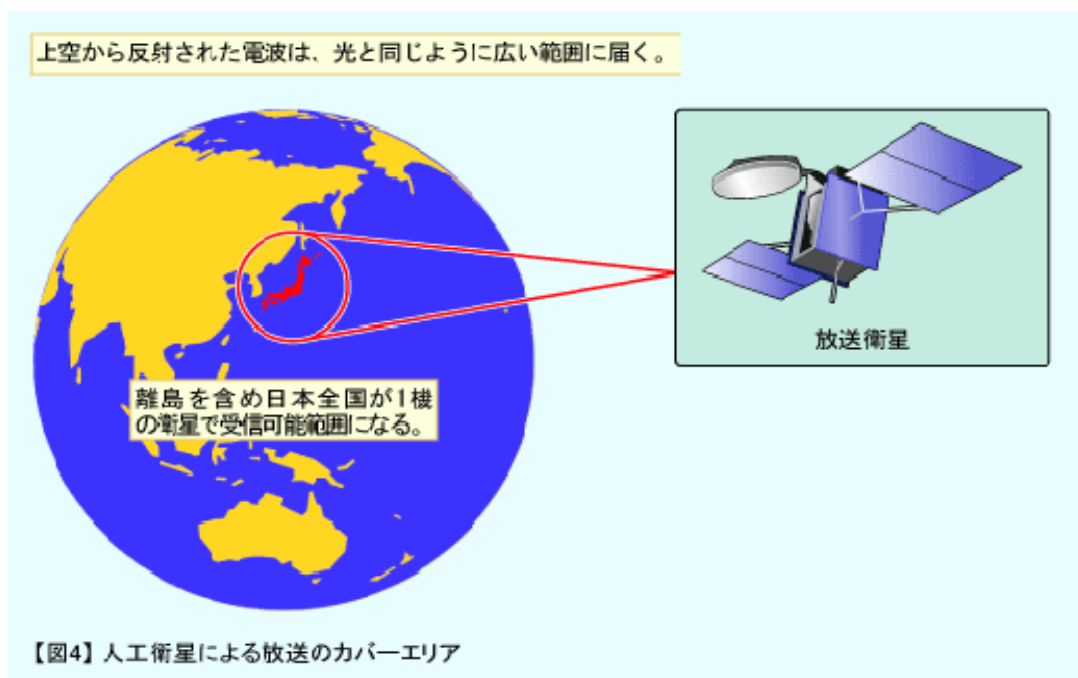 上空から反射された電波は、光と同じように広い範囲に届く。
放送衛星
離島を含め日本全国が1機
の衛星で受信可能範囲になる。
【図4】人工衛星による放送のカバーエリア